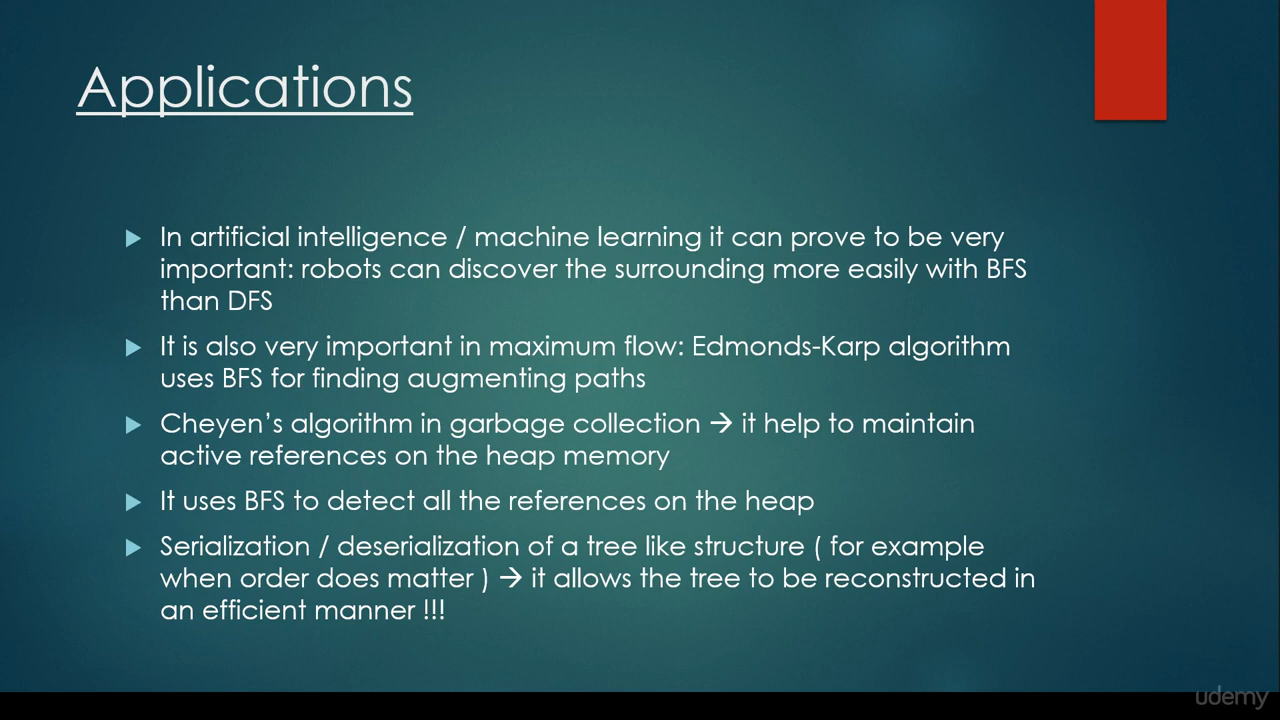 Applications
In artificial intelligence / machine learning it can prove to be very
important: robots can discover the surrounding more easily with BFS
than DFS
It is also very important in maximum flow: Edmonds-Karp algorithm
uses BFS for finding augmenting paths
Cheyen’s algorithm in garbage collection → it help to maintain
active references on the heap memory
It uses BFS to detect all the references on the heap
Serialization / deserialization of a tree like structure ( for example
when order does matter ) → it allows the tree to be reconstructed in
an efficient manner !!!
udemy